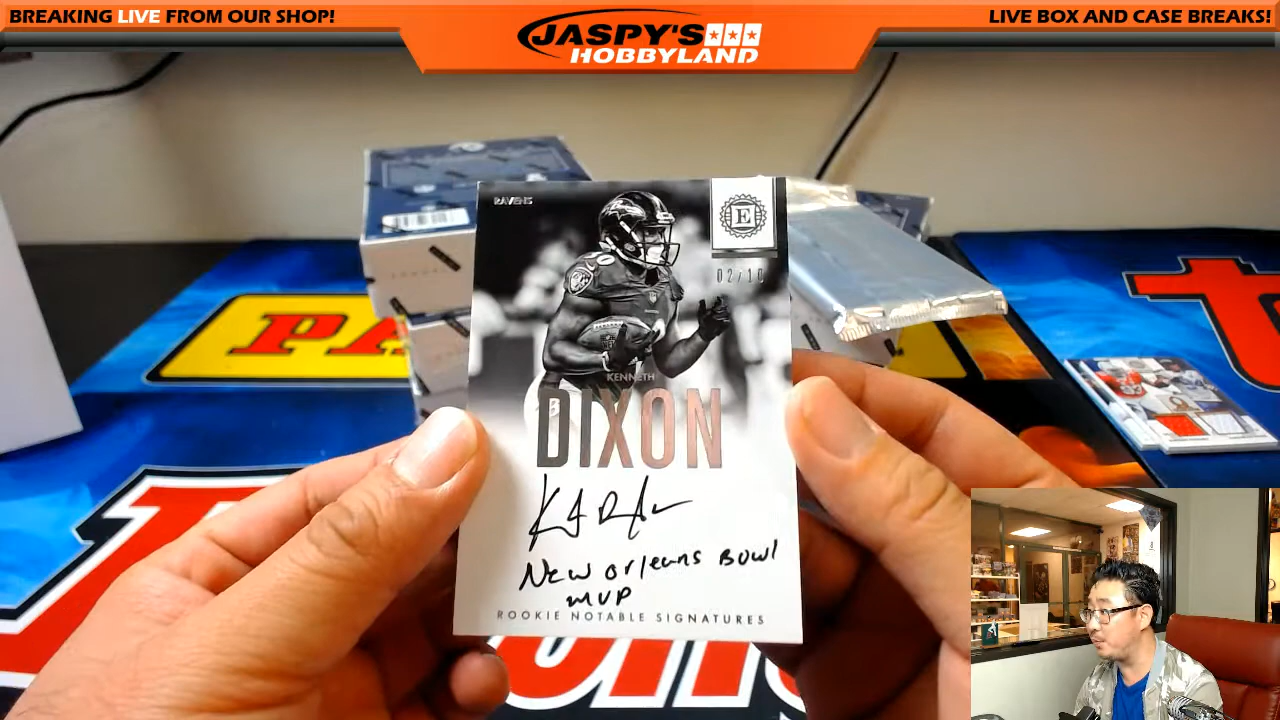 BREAKING LIVE FROM OUR SHOP!
JASPY'S
HOBBYLAND
LIVE BOX AND CASE BREAKS!
RAVENS
E
02/10
KENNETH
DIXON
New Orleans Bowl
MVP
ROOKIE NOTABLE SIGNATURES
PA